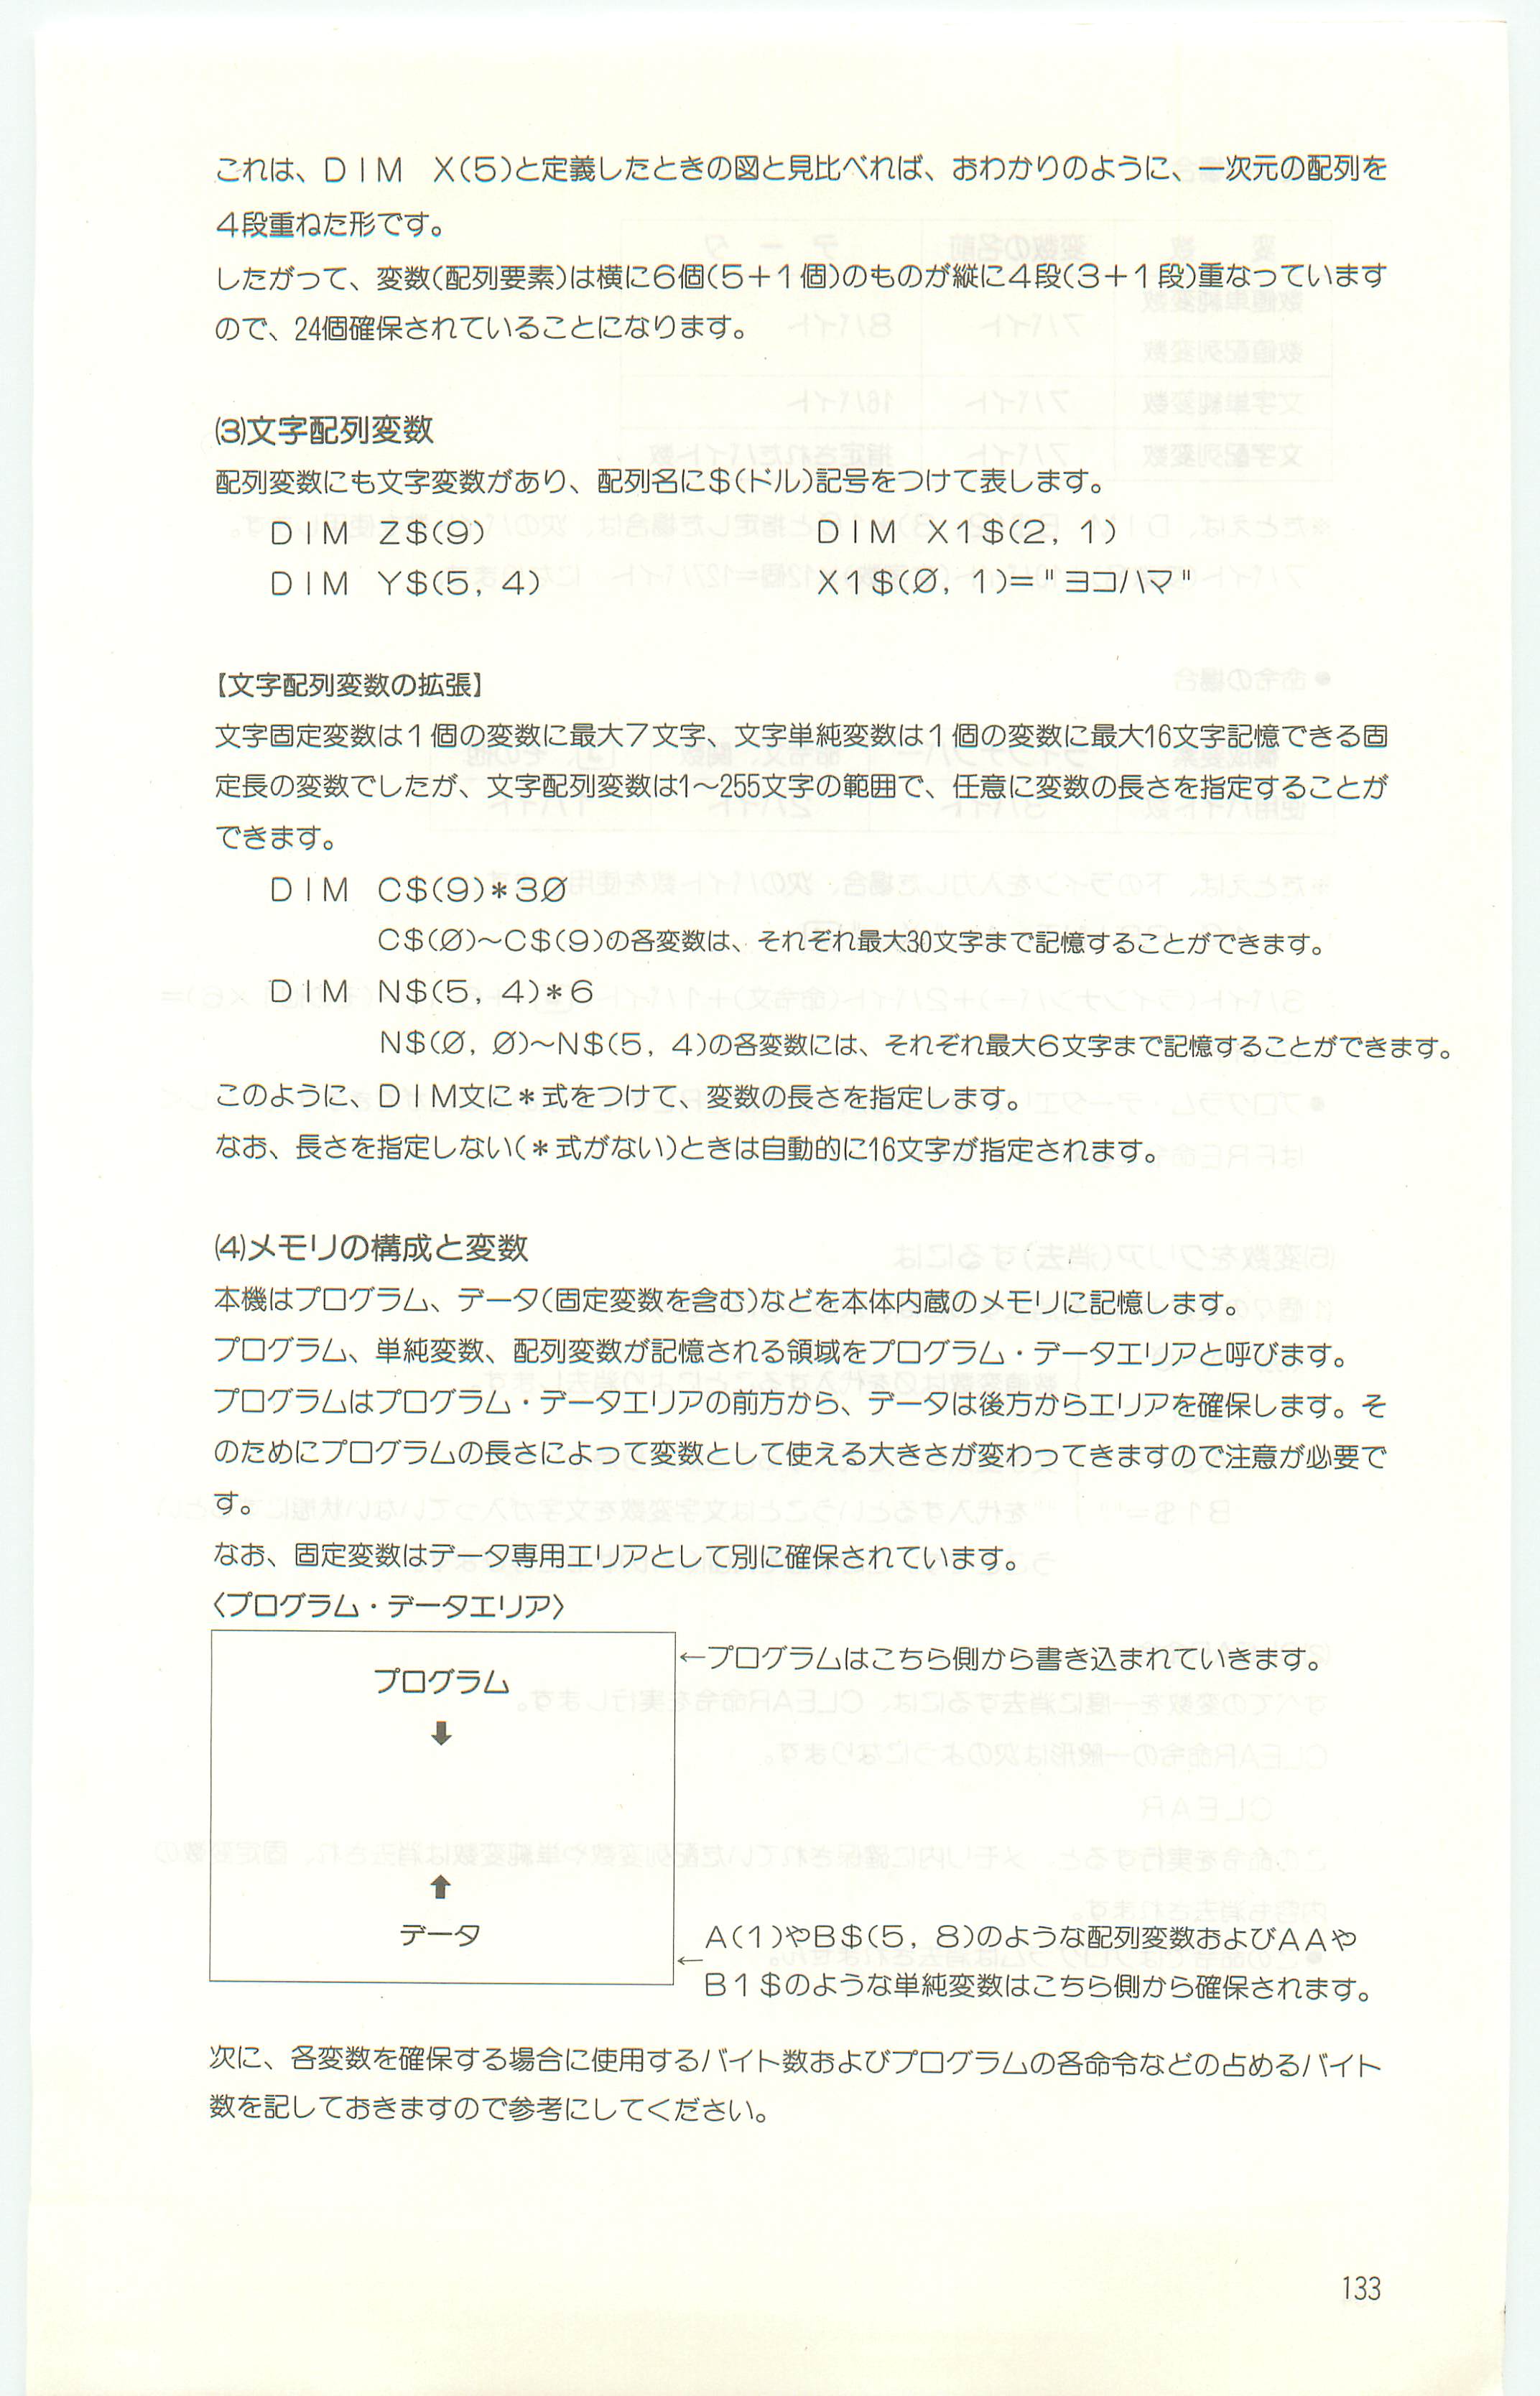 これは、ＤＩＭ　Ｘ(５)と定義したときの図と見比べれば、おわかりのように、一次元の配列を
４段重ねた形です。
したがって、変数(配列要素)は横に６個(５＋１個)のものが縦に４段(３＋１段)重なっています
ので、24個確保されていることになります。
⑶文字配列変数
配列変数にも文字変数があり、配列名に＄(ドル)記号をつけて表します。
ＤＩＭ　Ｚ＄(９)　　ＤＩＭ　Ｘ１＄(２, １)
ＤＩＭ　Ｙ＄(５, ４)　　Ｘ１＄(Ø, １)＝"ヨコハマ"
【文字配列変数の拡張】
文字固定変数は１個の変数に最大７文字、文字単純変数は１個の変数に最大16文字記憶できる固
定長の変数でしたが、文字配列変数は1〜255文字の範囲で、任意に変数の長さを指定することが
できます。
ＤＩＭ　Ｃ＄(９)＊３Ø
Ｃ＄(Ø)〜Ｃ＄(９)の各変数は、それぞれ最大30文字まで記憶することができます。
ＤＩＭ　Ｎ＄(５, ４)＊６
Ｎ＄(Ø, Ø)〜Ｎ＄(５, ４)の各変数には、それぞれ最大６文字まで記憶することができます。
このように、ＤＩＭ文に＊式をつけて、変数の長さを指定します。
なお、長さを指定しない(＊式がない)ときは自動的に16文字が指定されます。
⑷メモリの構成と変数
本機はプログラム、データ(固定変数を含む)などを本体内蔵のメモリに記憶します。
プログラム、単純変数、配列変数が記憶される領域をプログラム・データエリアと呼びます。
プログラムはプログラム・データエリアの前方から、データは後方からエリアを確保します。そ
のためにプログラムの長さによって変数として使える大きさが変わってきますので注意が必要で
す。
なお、固定変数はデータ専用エリアとして別に確保されています。
〈プログラム・データエリア〉
←プログラムはこちら側から書き込まれていきます。
プログラム
⬇
⬆
データ
Ａ(１)やＢ＄(５, ８)のような配列変数およびＡＡや
←
Ｂ１＄のような単純変数はこちら側から確保されます。
次に、各変数を確保する場合に使用するバイト数およびプログラムの各命令などの占めるバイト
数を記しておきますので参考にしてください。
133